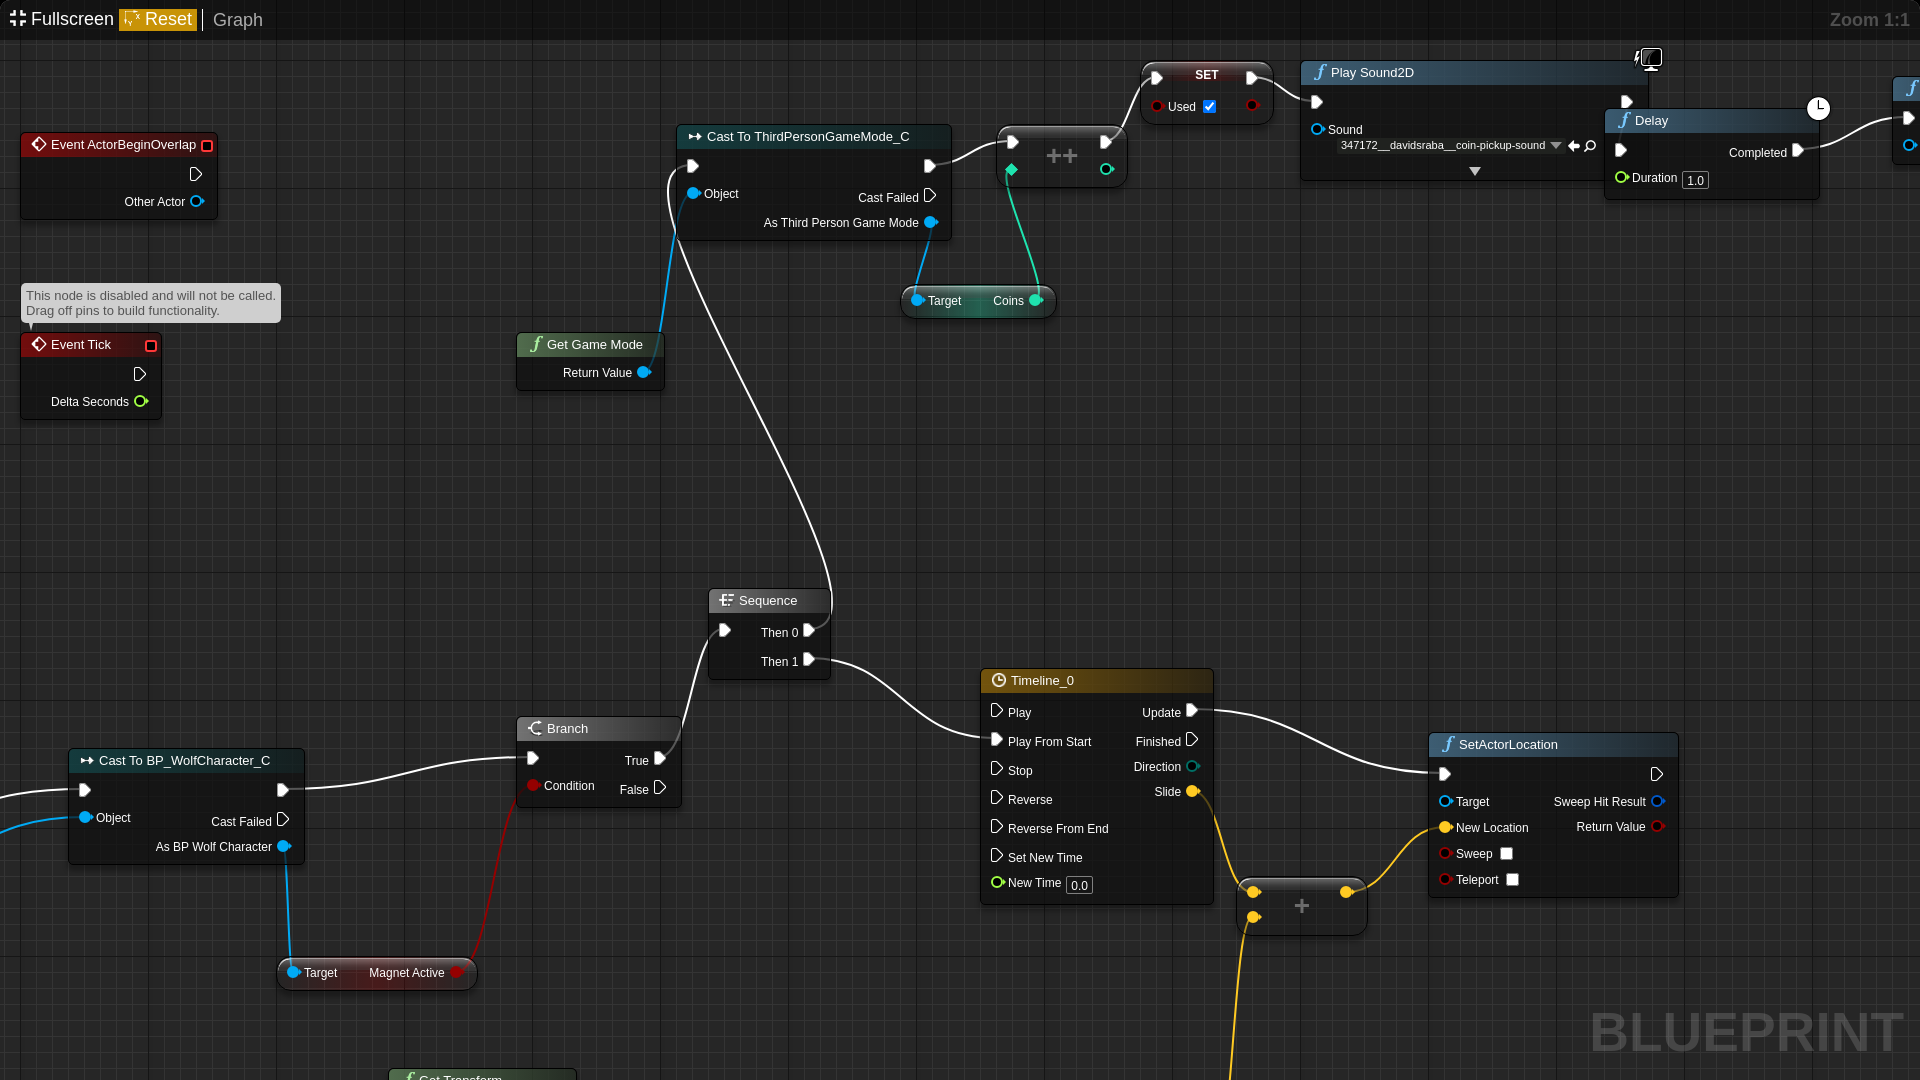 Fullscreen Reset Graph
Zoom 1:1
SET
Used
Play Sound2D
Sound
347172__davidsraba__coin-pickup-sound
Delay
Completed
Duration 1.0
Event ActorBeginOverlap
Other Actor
Cast To ThirdPersonGameMode_C
Object
Cast Failed
As Third Person Game Mode
++
Target Coins
This node is disabled and will not be called.
Drag off pins to build functionality.
Event Tick
Delta Seconds
Get Game Mode
Return Value
Sequence
Then 0
Then 1
Timeline_0
Play Update
Play From Start Finished
Stop Direction
Reverse Slide
Reverse From End
Set New Time
New Time 0.0
Branch
True
Condition False
Cast To BP_WolfCharacter_C
Object
Cast Failed
As BP Wolf Character
SetActorLocation
Target Sweep Hit Result
New Location Return Value
Sweep
Teleport
+
Target Magnet Active
BLUEPRINT
Get Transform